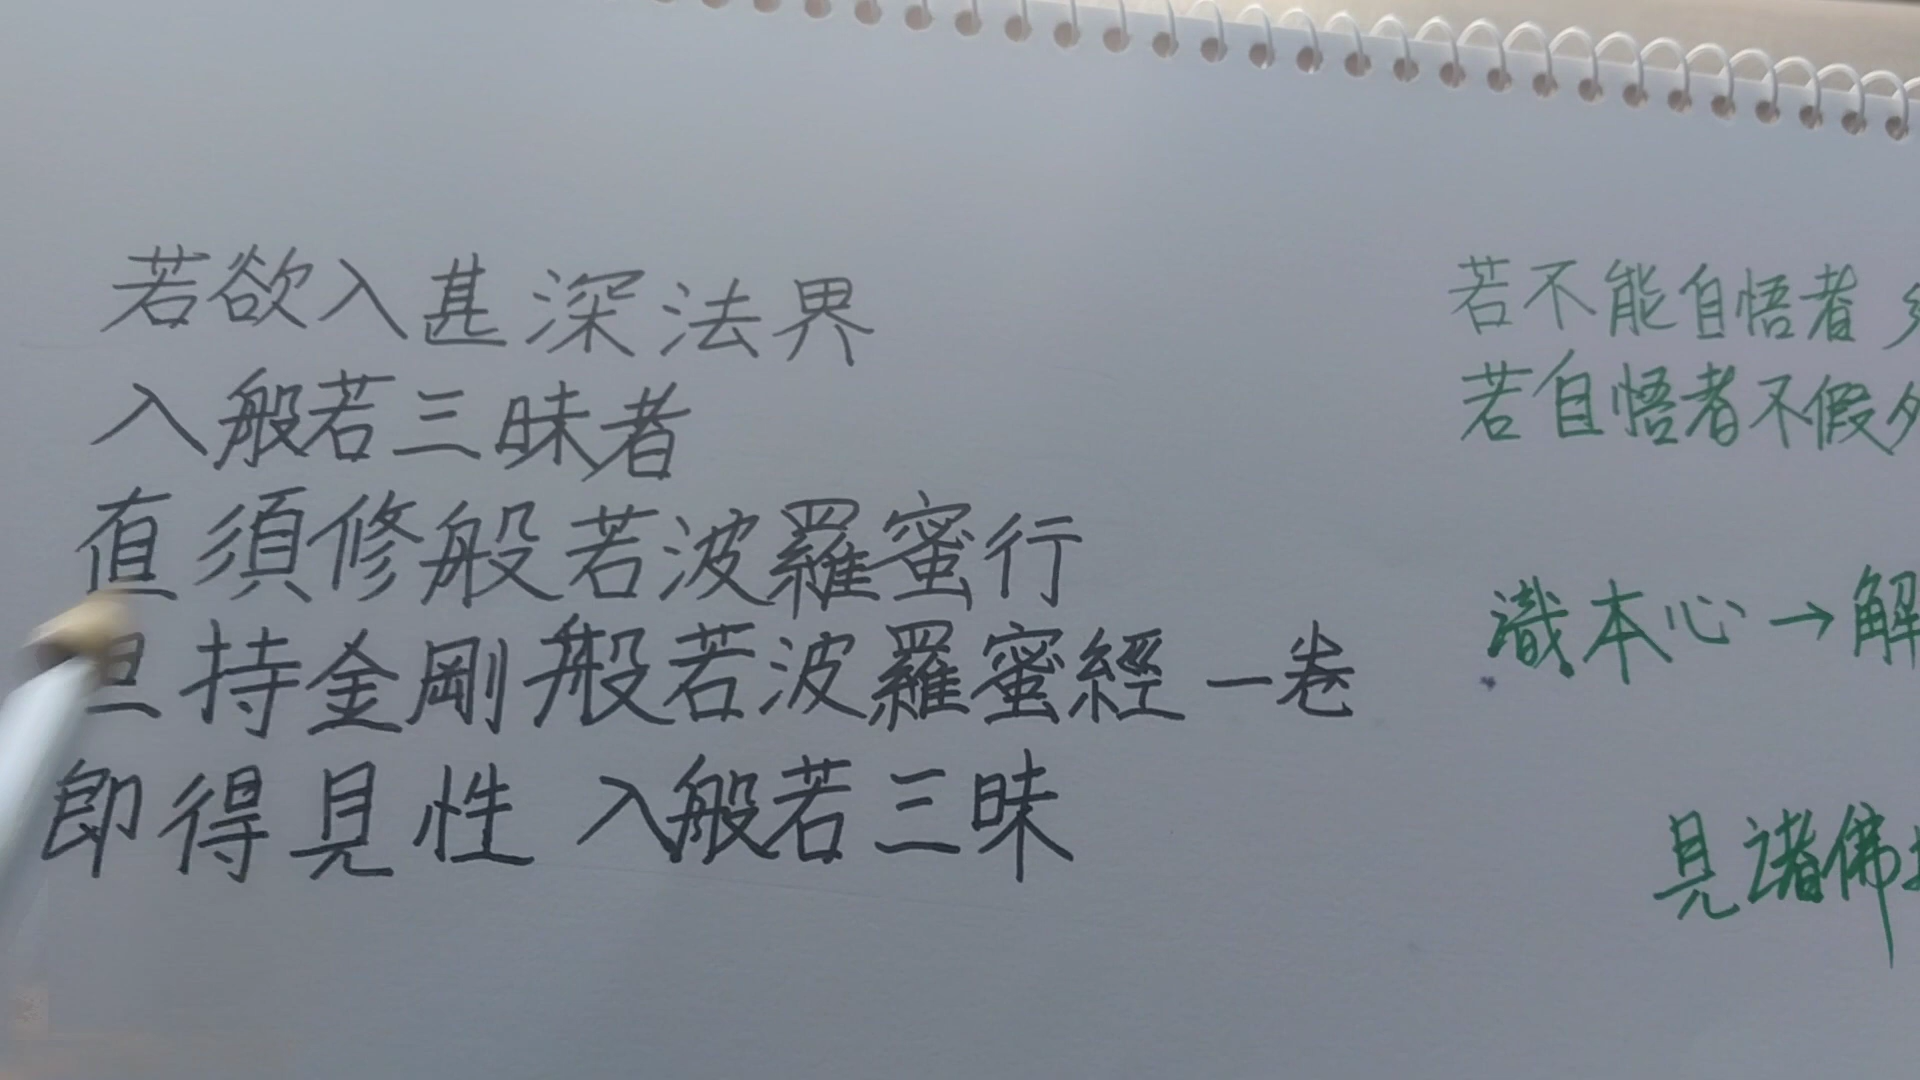 若欲入甚深法界
入般若三昧者
直須修般若波羅蜜行
但持金剛般若波羅蜜經一卷
即得見性 入般若三昧
若不能自悟者
若自悟者不假外
識本心→解
見諸佛